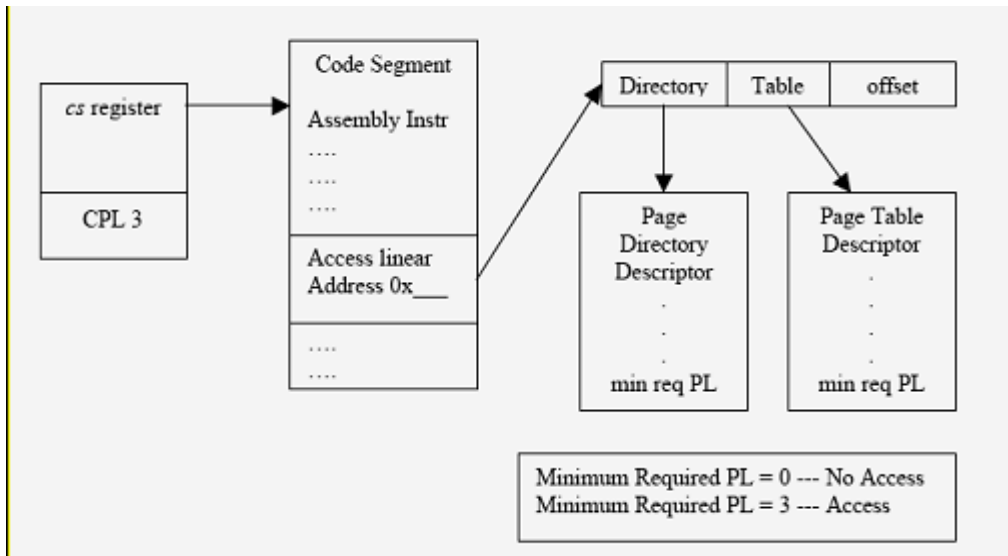 cs register
CPL 3
Code Segment
Assembly Instr
....
....
....
Access linear
Address 0x___
....
....
Directory
Table
offset
Page
Directory
Descriptor
.
.
.
min req PL
Page Table
Descriptor
.
.
.
min req PL
Minimum Required PL = 0 --- No Access
Minimum Required PL = 3 --- Access